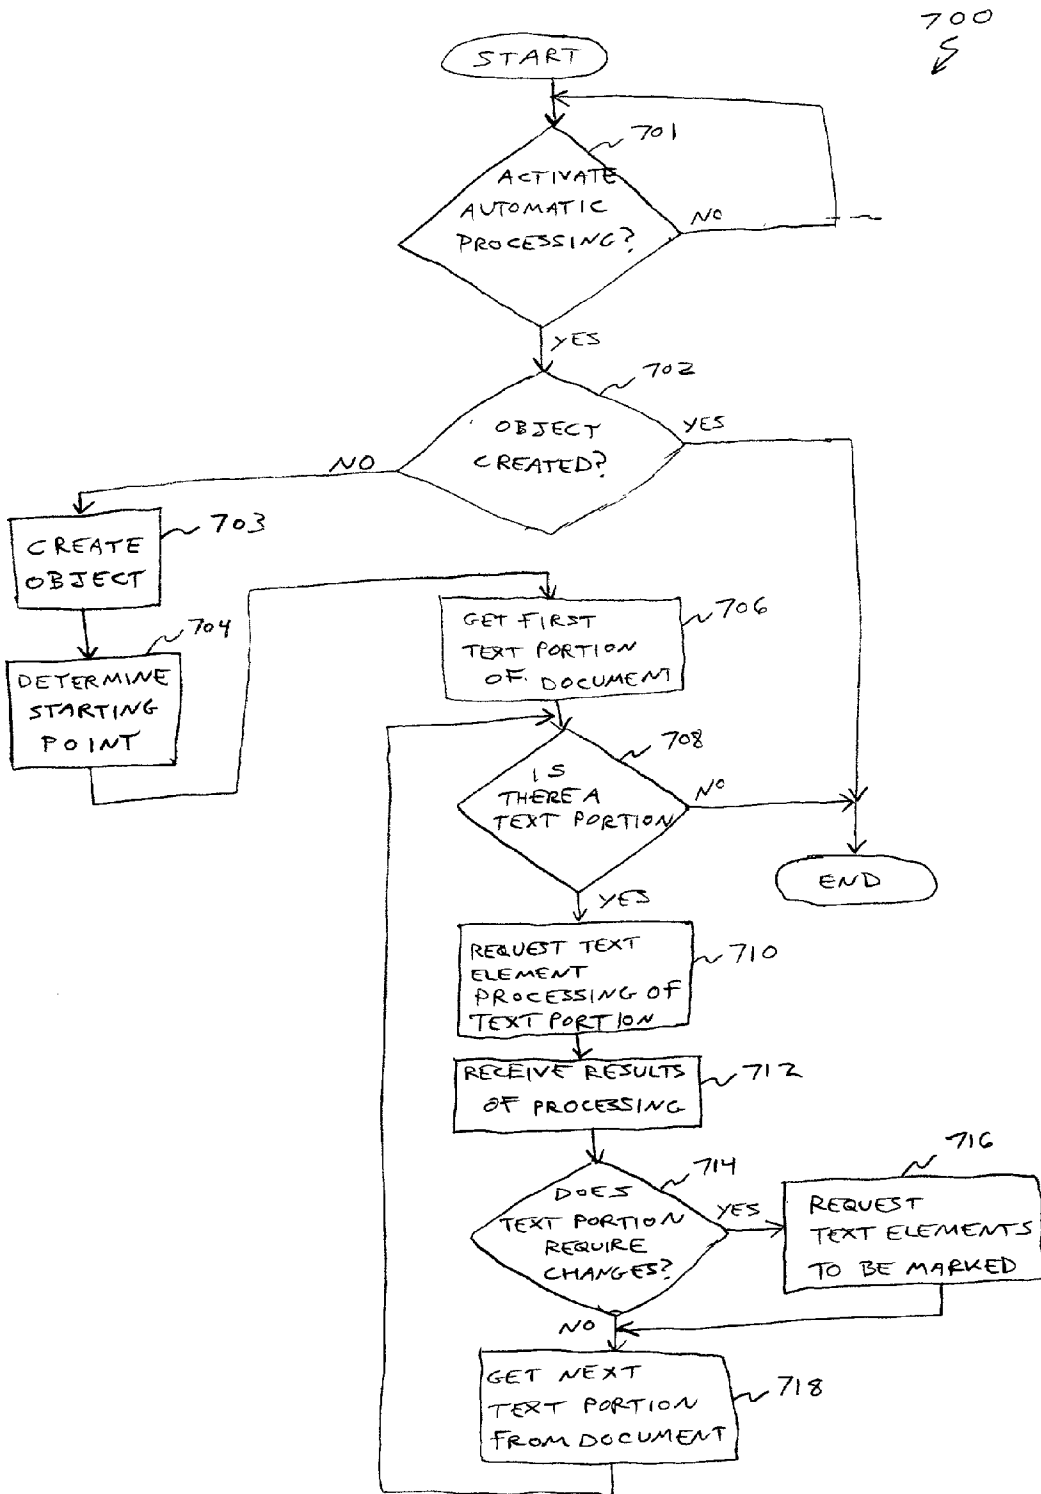 700
START
701
ACTIVATE
AUTOMATIC
PROCESSING?
NO
YES
702
OBJECT
CREATED?
YES
NO
703
CREATE
OBJECT
704
DETERMINE
STARTING
POINT
706
GET FIRST
TEXT PORTION
OF DOCUMENT
708
IS
THERE A
TEXT PORTION
NO
END
YES
710
REQUEST TEXT
ELEMENT
PROCESSING OF
TEXT PORTION
712
RECEIVE RESULTS
OF PROCESSING
714
DOES
TEXT PORTION
REQUIRE
CHANGES?
YES
716
REQUEST
TEXT ELEMENTS
TO BE MARKED
NO
718
GET NEXT
TEXT PORTION
FROM DOCUMENT